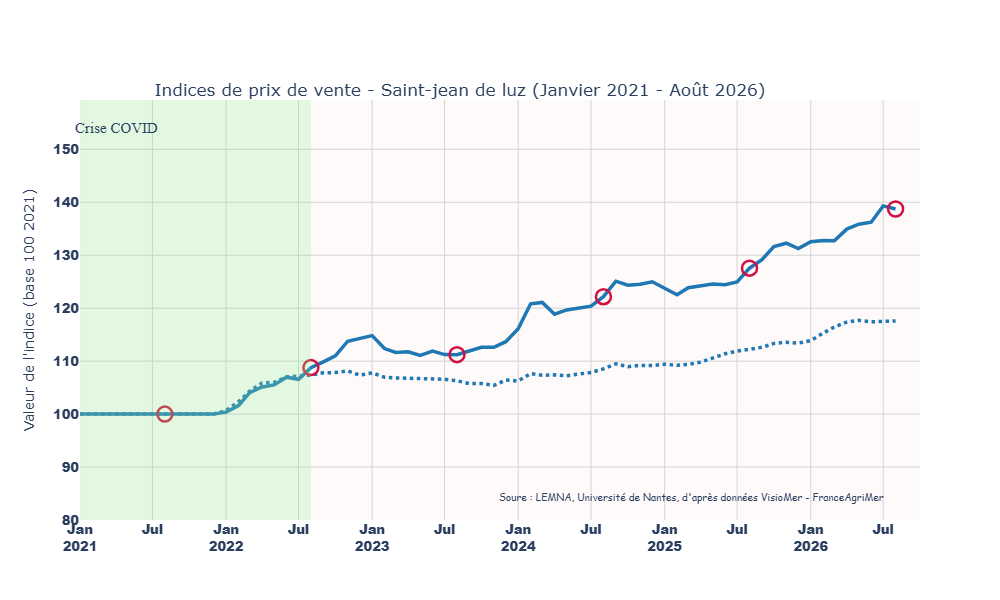 Indices de prix de vente - Saint-jean de luz (Janvier 2021 - Août 2026)
Crise COVID
Valeur de l'indice (base 100 2021)
150
140
130
120
110
100
90
80
Soure : LEMNA, Université de Nantes, d'après données VisioMer - FranceAgriMer
Jan Jul Jan Jul Jan Jul Jan Jul Jan Jul Jan Jul
2021 2022 2023 2024 2025 2026